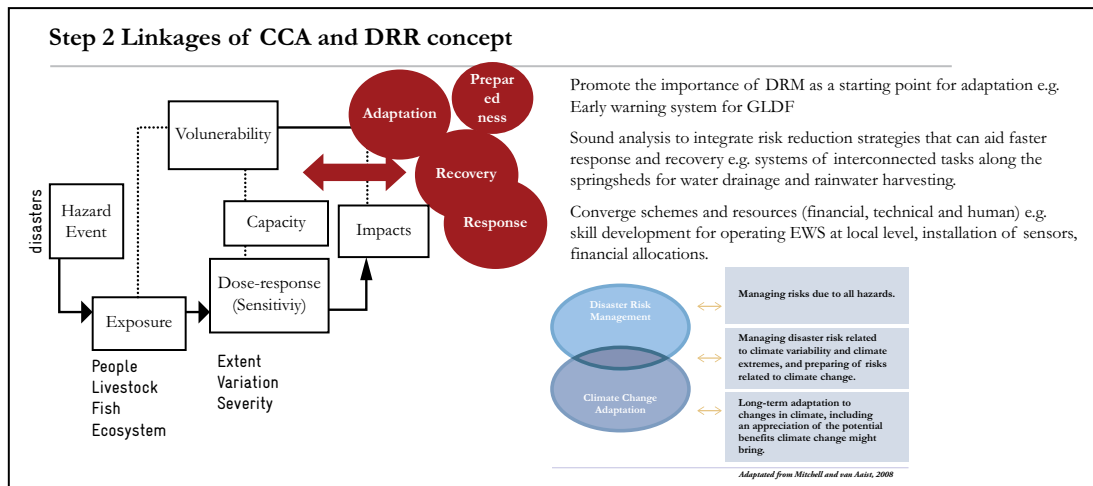 Step 2 Linkages of CCA and DRR concept
Volunerability
Adaptation
Prepar
ed
ness
Recovery
Response
disasters
Hazard
Event
Capacity
Impacts
Exposure
Dose-response
(Sensitiviy)
People
Livestock
Fish
Ecosystem
Extent
Variation
Severity
Promote the importance of DRM as a starting point for adaptation e.g.
Early warning system for GLDF
Sound analysis to integrate risk reduction strategies that can aid faster
response and recovery e.g. systems of interconnected tasks along the
springsheds for water drainage and rainwater harvesting.
Converge schemes and resources (financial, technical and human) e.g.
skill development for operating EWS at local level, installation of sensors,
financial allocations.
Disaster Risk
Management
Climate Change
Adaptation
Managing risks due to all hazards.
Managing disaster risk related
to climate variability and climate
extremes, and preparing of risks
related to climate change.
Long-term adaptation to
changes in climate, including
an appreciation of the potential
benefits climate change might
bring.
Adaptated from Mitchell and van Aaist, 2008